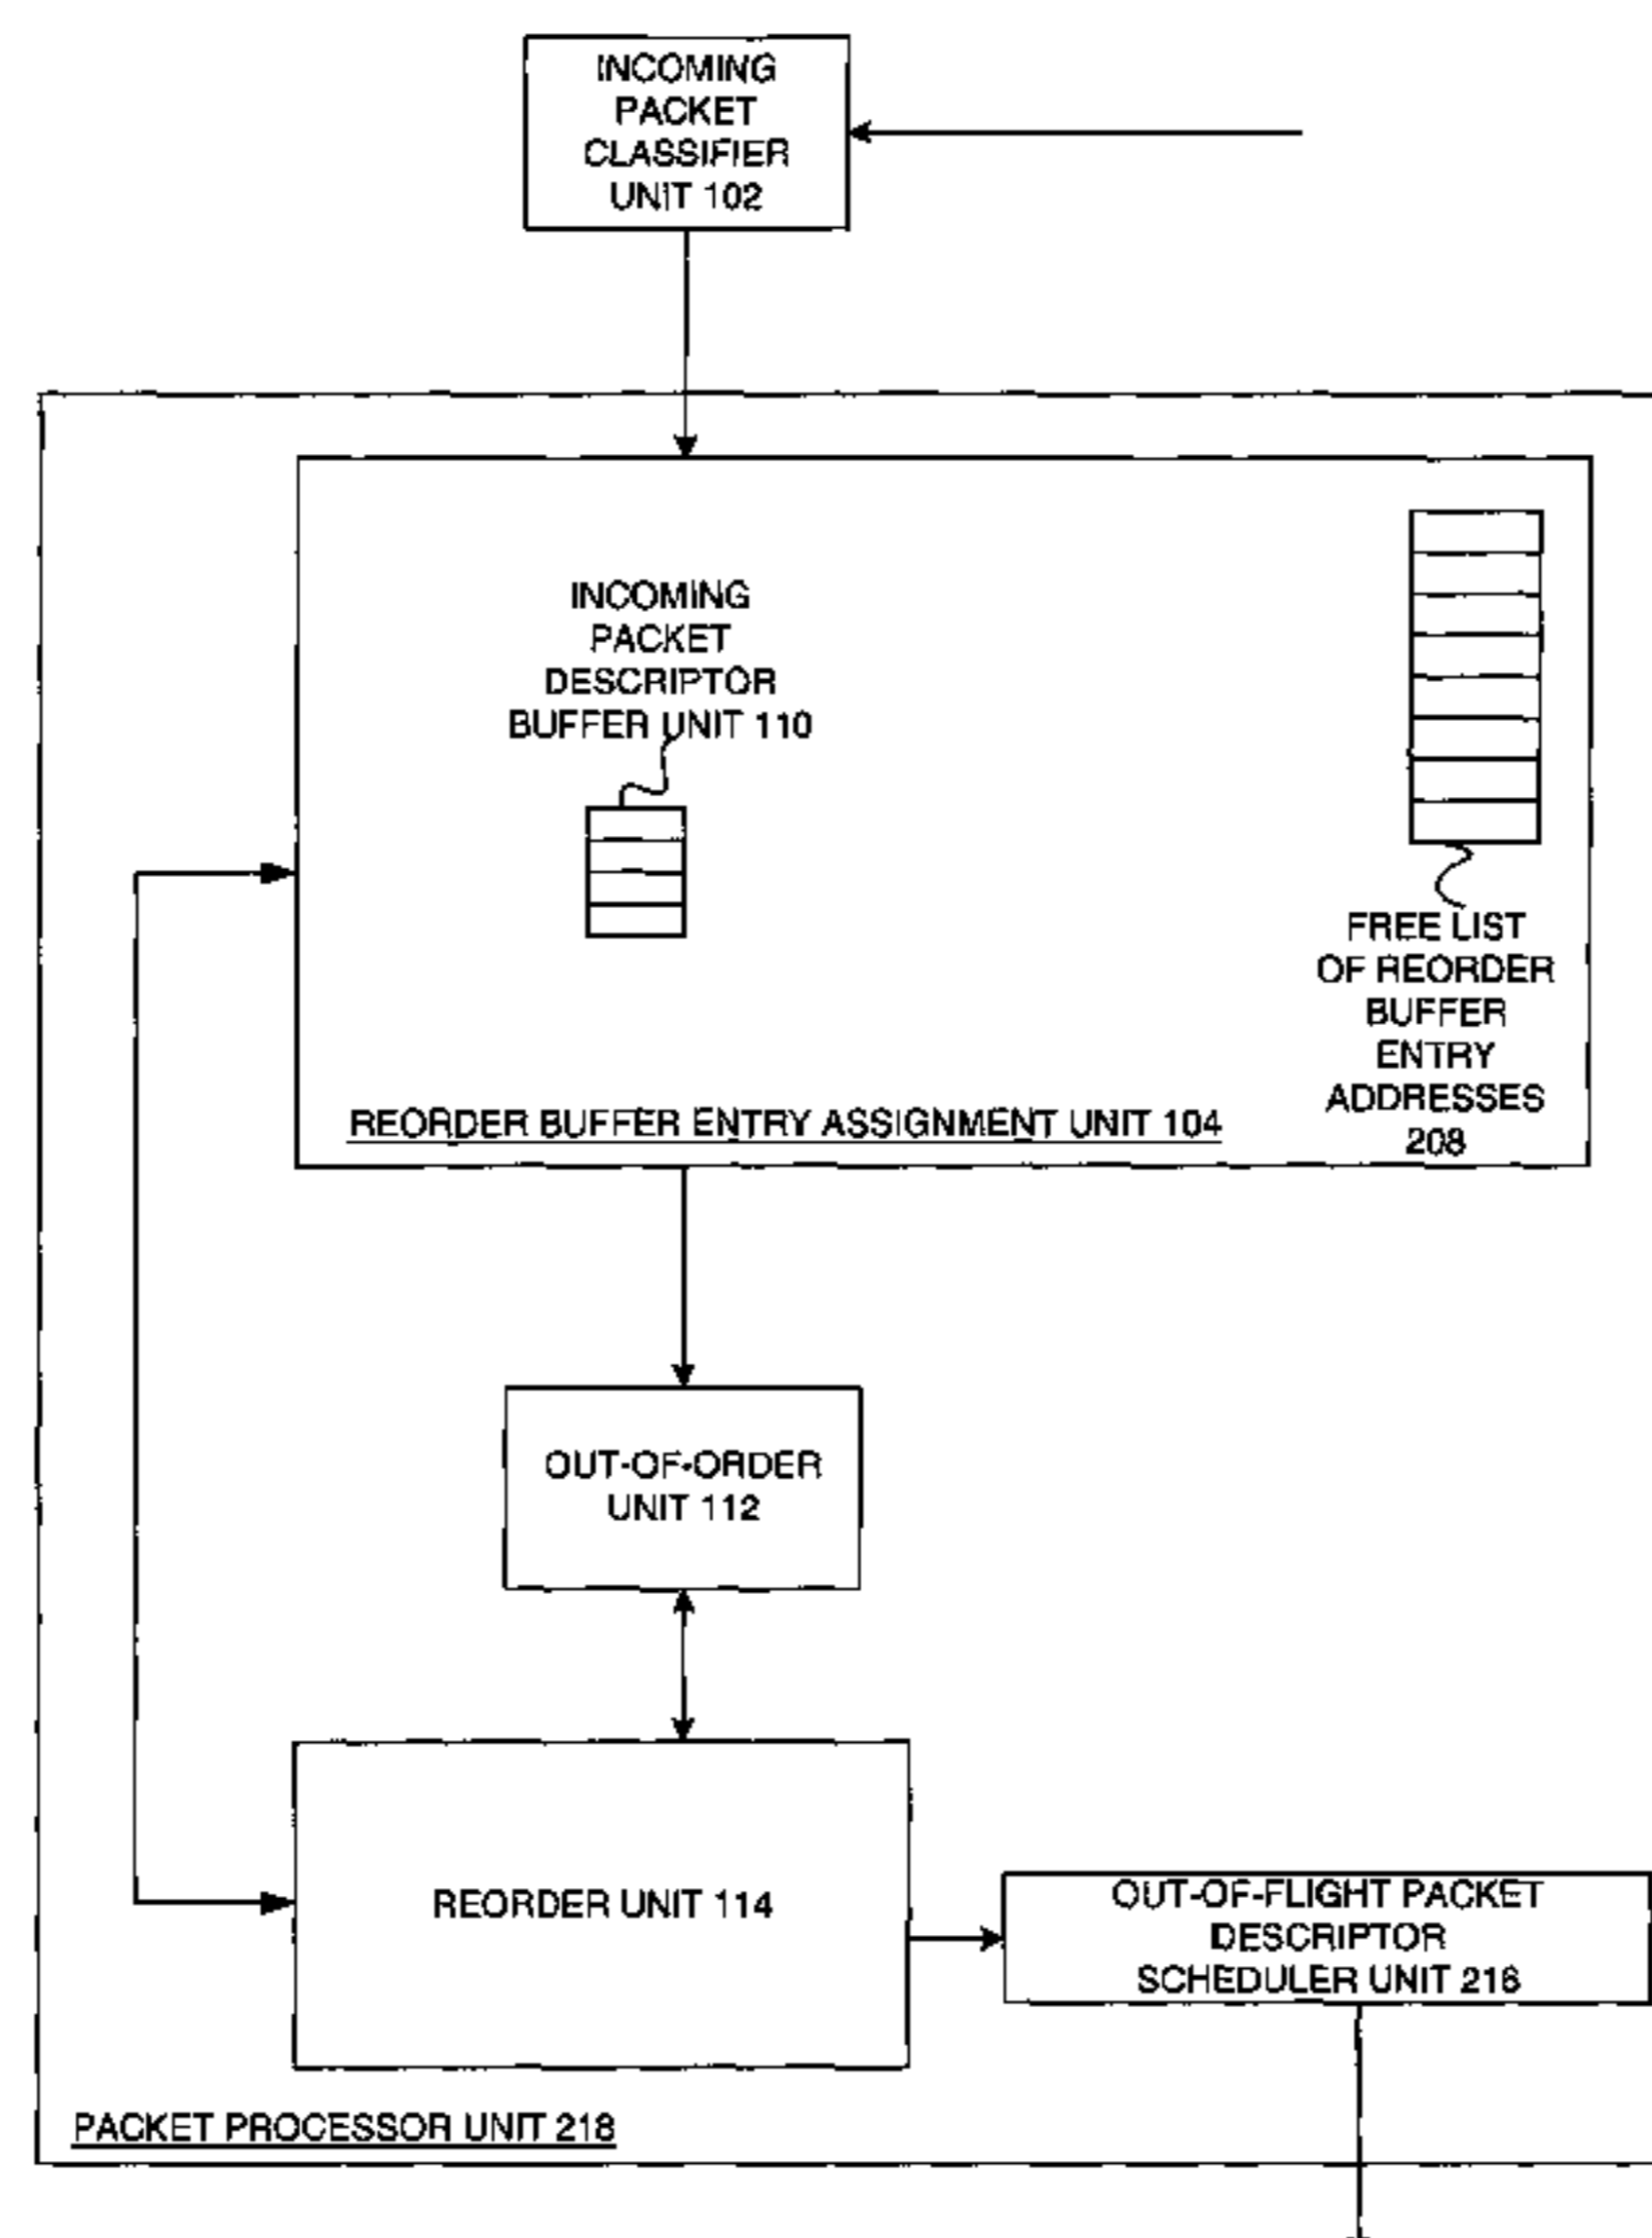 INCOMING
PACKET
CLASSIFIER
UNIT 102
INCOMING
PACKET
DESCRIPTOR
BUFFER UNIT 110
FREE LIST
OF REORDER
BUFFER
ENTRY
ADDRESSES
208
REORDER BUFFER ENTRY ASSIGNMENT UNIT 104
OUT-OF-ORDER
UNIT 112
REORDER UNIT 114
OUT-OF-FLIGHT PACKET
DESCRIPTOR
SCHEDULER UNIT 216
PACKET PROCESSOR UNIT 218